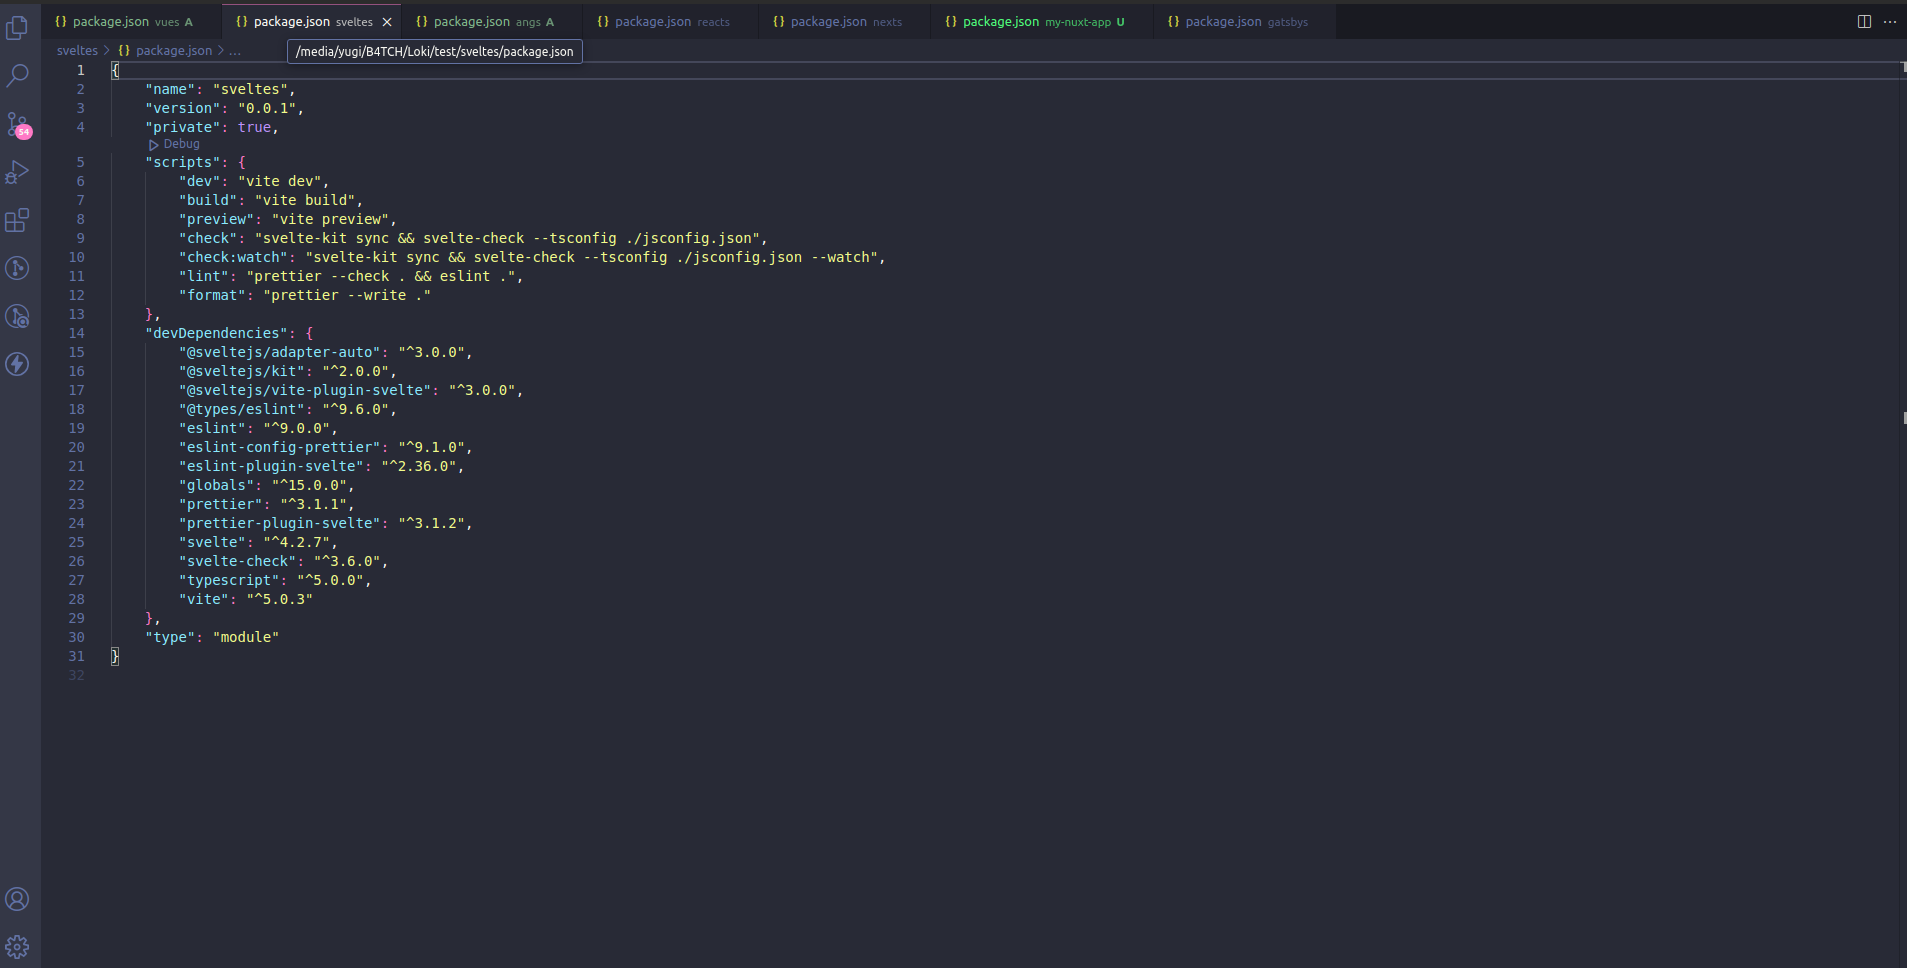 package.json vues A
package.json sveltes
package.json angs A
package.json reacts
package.json nexts
package.json my-nuxt-app U
package.json gatsbys
sveltes > {} package.json > ...
/media/yugi/B4TCH/Loki/test/sveltes/package.json
54
1 {
2 "name": "sveltes",
3 "version": "0.0.1",
4 "private": true,
Debug
5 "scripts": {
6 "dev": "vite dev",
7 "build": "vite build",
8 "preview": "vite preview",
9 "check": "svelte-kit sync && svelte-check --tsconfig ./jsconfig.json",
10 "check:watch": "svelte-kit sync && svelte-check --tsconfig ./jsconfig.json --watch",
11 "lint": "prettier --check . && eslint .",
12 "format": "prettier --write ."
13 },
14 "devDependencies": {
15 "@sveltejs/adapter-auto": "^3.0.0",
16 "@sveltejs/kit": "^2.0.0",
17 "@sveltejs/vite-plugin-svelte": "^3.0.0",
18 "@types/eslint": "^9.6.0",
19 "eslint": "^9.0.0",
20 "eslint-config-prettier": "^9.1.0",
21 "eslint-plugin-svelte": "^2.36.0",
22 "globals": "^15.0.0",
23 "prettier": "^3.1.1",
24 "prettier-plugin-svelte": "^3.1.2",
25 "svelte": "^4.2.7",
26 "svelte-check": "^3.6.0",
27 "typescript": "^5.0.0",
28 "vite": "^5.0.3"
29 },
30 "type": "module"
31 }
32